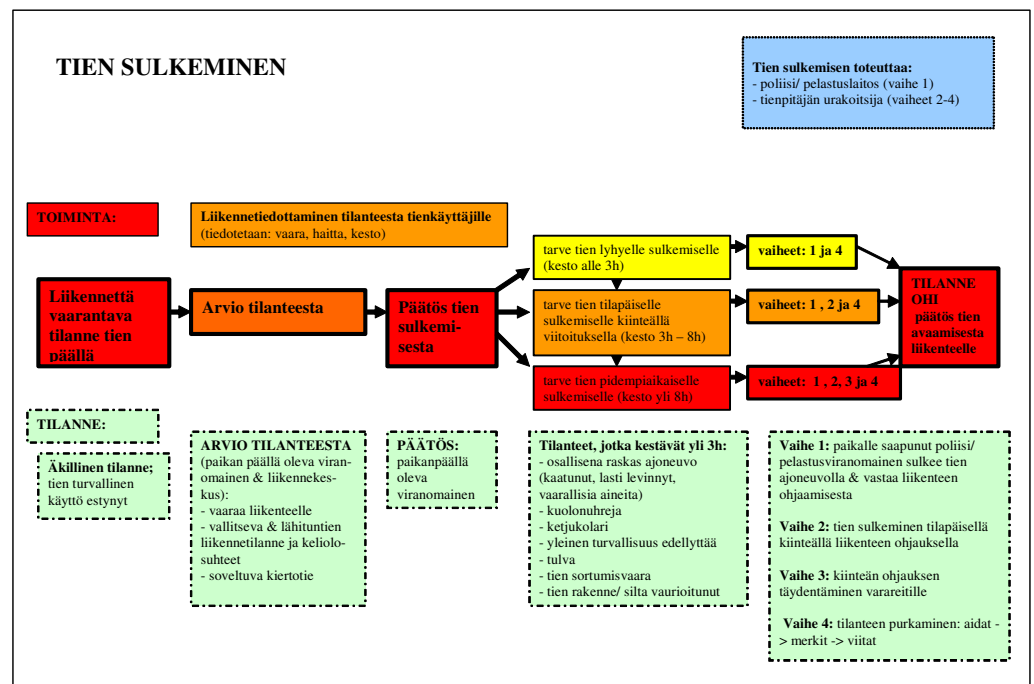 TIEN SULKEMINEN
Tien sulkemisen toteuttaa:
- poliisi/ pelastuslaitos (vaihe 1)
- tienpitäjän urakoitsija (vaiheet 2-4)
TOIMINTA:
Liikennetiedottaminen tilanteesta tienkäyttäjille
(tiedotetaan: vaara, haitta, kesto)
Liikennettä
vaarantava
tilanne tien
päällä
Arvio tilanteesta
Päätös tien
sulkemi-
sesta
tarve tien lyhyelle sulkemiselle
(kesto alle 3h)
vaiheet: 1 ja 4
tarve tien tilapäiselle
sulkemiselle kiinteällä
viitoituksella (kesto 3h – 8h)
vaiheet: 1 , 2 ja 4
tarve tien pidempiaikaiselle
sulkemiselle (kesto yli 8h)
vaiheet: 1 , 2, 3 ja 4
TILANNE
OHI
päätös tien
avaamisesta
liikenteelle
TILANNE:
Äkillinen tilanne;
tien turvallinen
käyttö estynyt
ARVIO TILANTEESTA
(paikan päällä oleva viran-
omainen & liikennekes-
kus):
- vaaraa liikenteelle
- vallitseva & lähituntien
liikennetilanne ja keliolo-
suhteet
- soveltuva kiertotie
PÄÄTÖS:
paikanpäällä
oleva
viranomainen
Tilanteet, jotka kestävät yli 3h:
- osallisena raskas ajoneuvo
(kaatunut, lasti levinnyt,
vaarallisia aineita)
- kuolonuhreja
- ketjukolari
- yleinen turvallisuus edellyttää
- tulva
- tien sortumisvaara
- tien rakenne/ silta vaurioitunut
Vaihe 1: paikalle saapunut poliisi/
pelastusviranomainen sulkee tien
ajoneuvolla & vastaa liikenteen
ohjaamisesta
Vaihe 2: tien sulkeminen tilapäisellä
kiinteällä liikenteen ohjauksella
Vaihe 3: kiinteän ohjauksen
täydentäminen varareitille
Vaihe 4: tilanteen purkaminen: aidat -
> merkit -> viitat